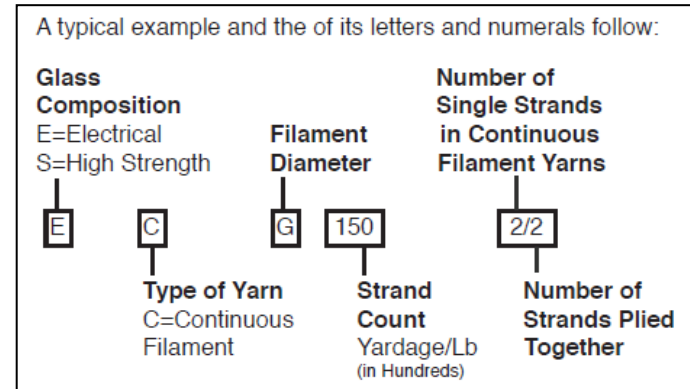 A typical example and the of its letters and numerals follow:
Glass
Composition
E=Electrical
S=High Strength
Filament
Diameter
Number of
Single Strands
in Continuous
Filament Yarns
E
C
G
150
2/2
Type of Yarn
C=Continuous
Filament
Strand
Count
Yardage/Lb
(in Hundreds)
Number of
Strands Plied
Together